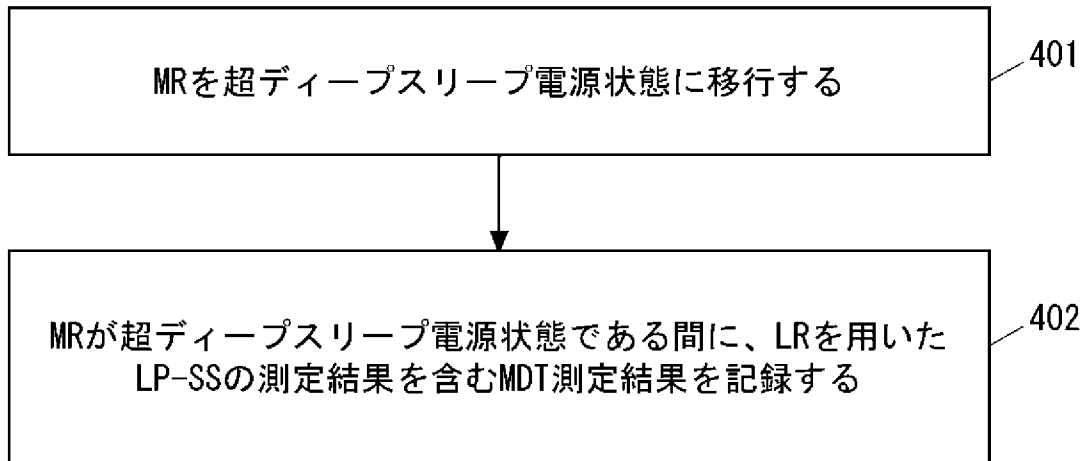 MRを超ディープスリープ電源状態に移行する
401
MRが超ディープスリープ電源状態である間に、LRを用いた
LP-SSの測定結果を含むMDT測定結果を記録する
402